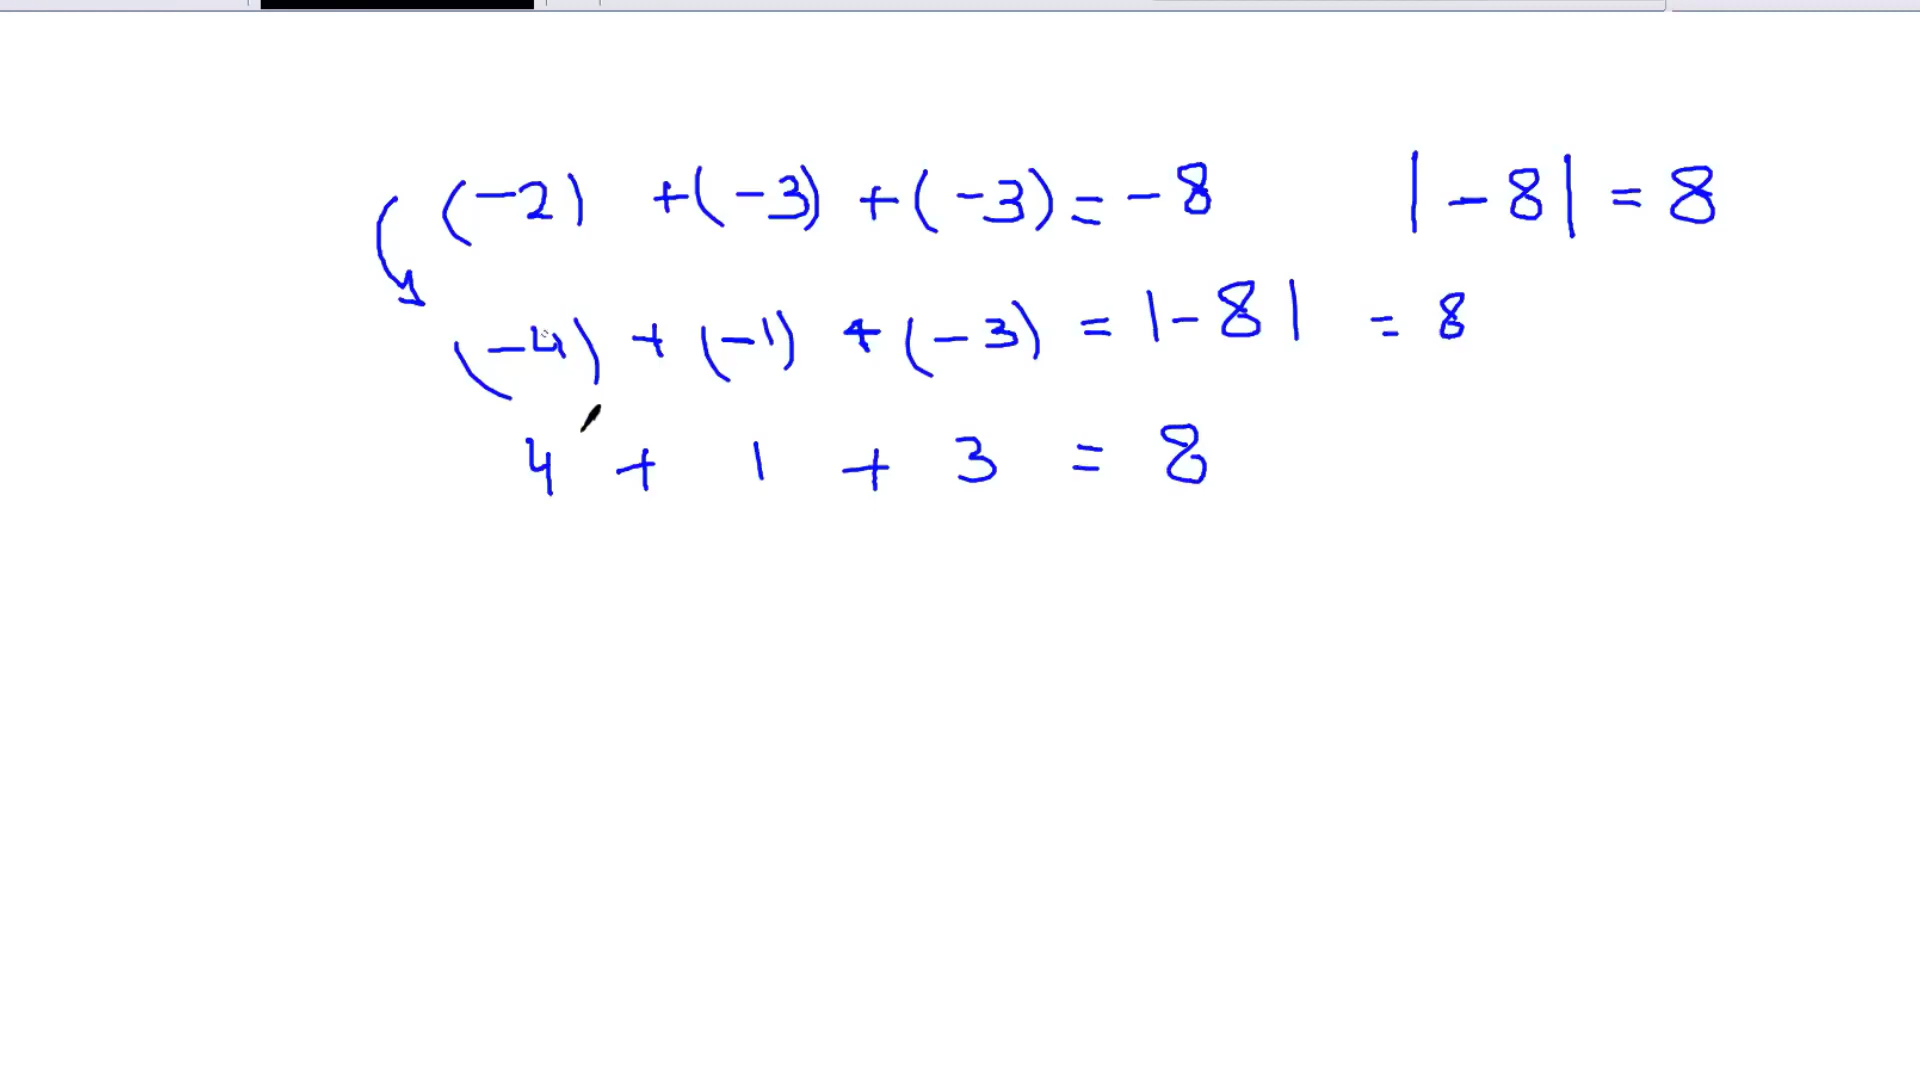 (-2) +(-3) +(-3) = -8 |-8| = 8
(-4) + (-1) + (-3) = |-8| = 8
4 + 1 + 3 = 8